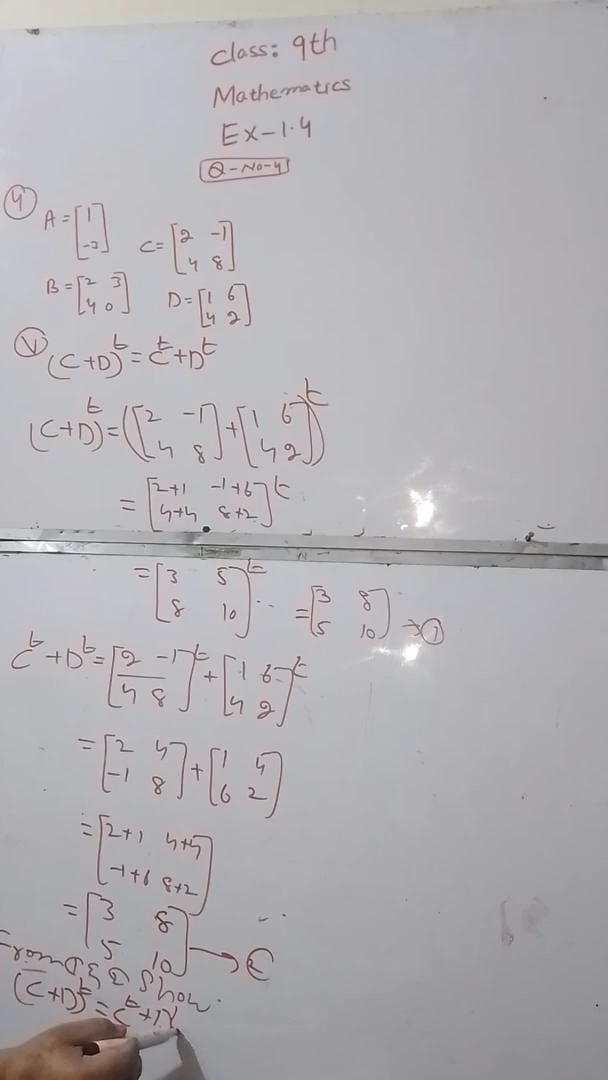 Class: 9th
Mathematics
Ex-1.4
Q-No-4
4
A = [1 -2]
C = [2 -1 4 8]
B = [2 3 4 0]
D = [1 6 4 2]
V (C+D)^t = C^t + D^t
(C+D)^t = ([2 -1 4 8] + [1 6 4 2])^t
= [2+1 -1+6 4+4 8+2]^t
= [3 5 8 10]^t = [3 8 5 10] → 1
C^t + D^t = [2 -1 4 8]^t + [1 6 4 2]^t
= [2 4 -1 8] + [1 4 6 2]
= [2+1 4+4 -1+6 8+2]
= [3 8 5 10] →
From 1 & 2 Show
(C+D)^t = C^t +